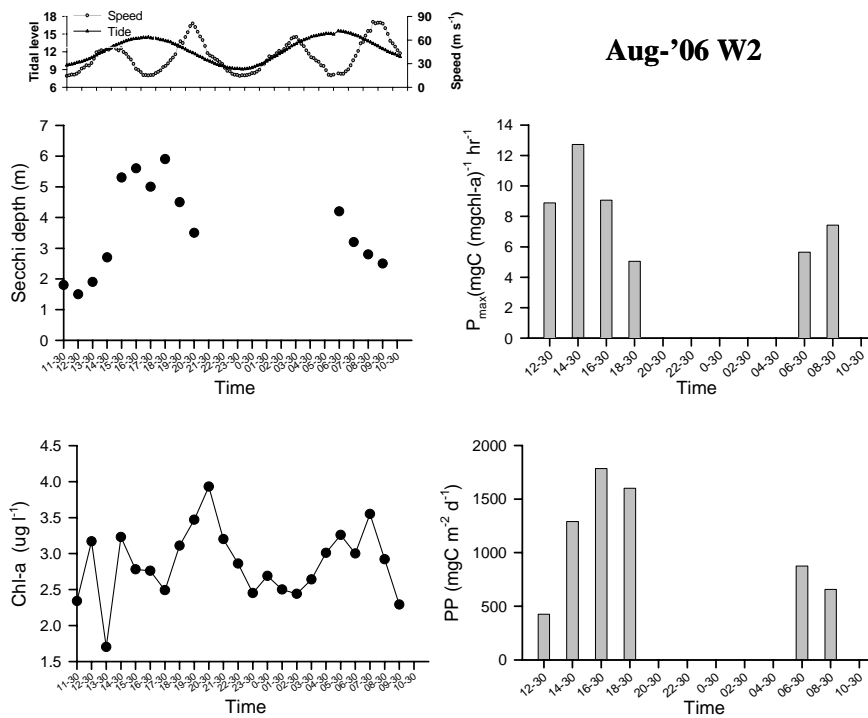 Aug-'06 W2
Speed
Tide
Tidal level
18
15
12
9
6
Speed (m s⁻¹)
90
60
30
0
Secchi depth (m)
7
6
5
4
3
2
1
0
11-30 12-30 13-30 14-30 15-30 16-30 17-30 18-30 19-30 20-30 21-30 22-30 23-30 0-30 01-30 02-30 03-30 04-30 05-30 06-30 07-30 08-30 09-30 10-30
Time
Pmax(mgC (mgchl-a)⁻¹ hr⁻¹
14
12
10
8
6
4
2
0
12-30 14-30 16-30 18-30 20-30 22-30 0-30 02-30 04-30 06-30 08-30 10-30
Time
Chl-a (ug l⁻¹)
4.5
4.0
3.5
3.0
2.5
2.0
1.5
11-30 12-30 13-30 14-30 15-30 16-30 17-30 18-30 19-30 20-30 21-30 22-30 23-30 0-30 01-30 02-30 03-30 04-30 05-30 06-30 07-30 08-30 09-30 10-30
Time
PP (mgC m⁻² d⁻¹)
2000
1500
1000
500
0
12-30 14-30 16-30 18-30 20-30 22-30 0-30 02-30 04-30 06-30 08-30 10-30
Time